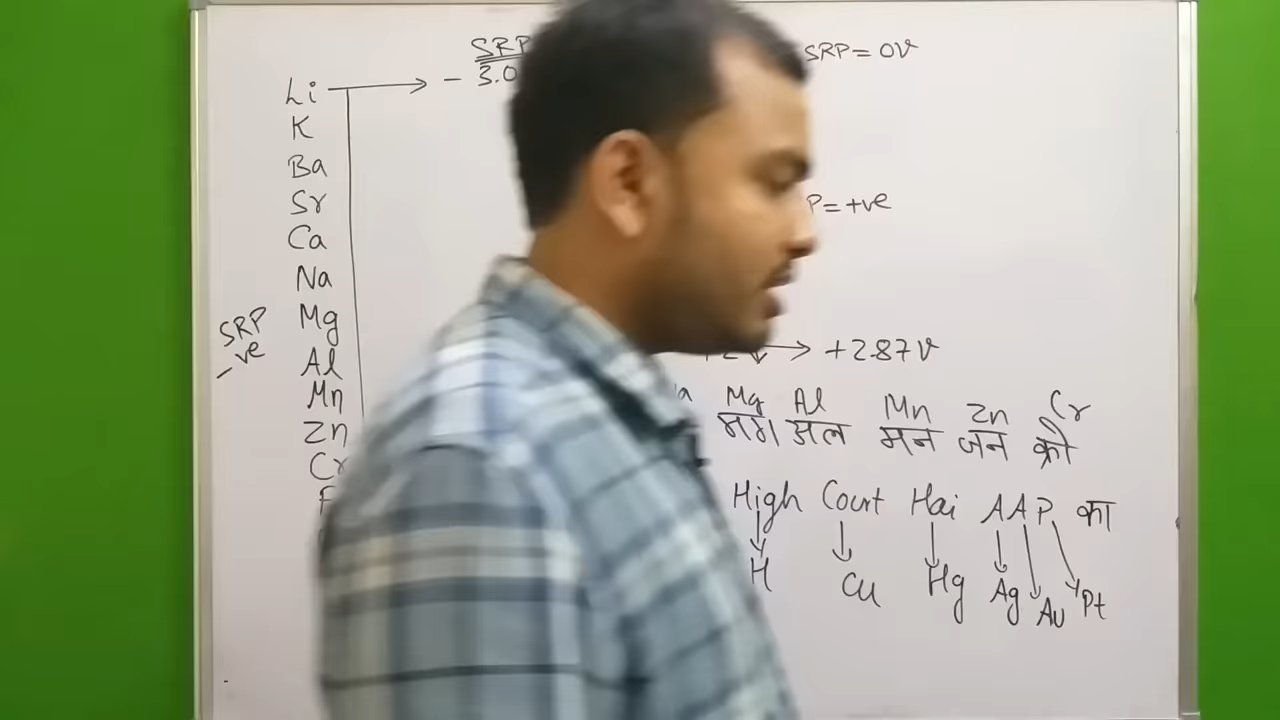 SRP
- 3.0
SRP = 0V
Li
K
Ba
Sr
Ca
Na
Mg
Al
Mn
Zn
Cr
F
SRP
-ve
P = +ve
+2.87V
a Mg Al Mn Zn Cr
मग अल मन जन क्रो
High Court Hai AAP का
H Cu Hg Ag Au Pt